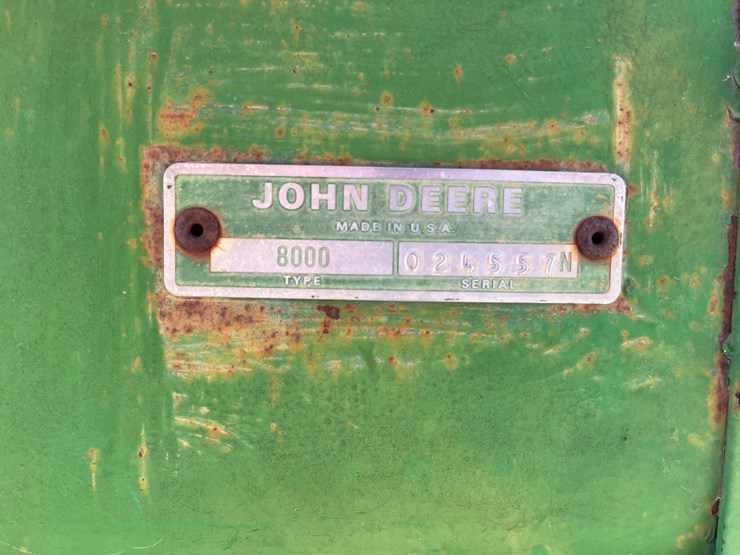 JOHN DEERE
MADE IN U.S.A.
8000 024557N
TYPE SERIAL